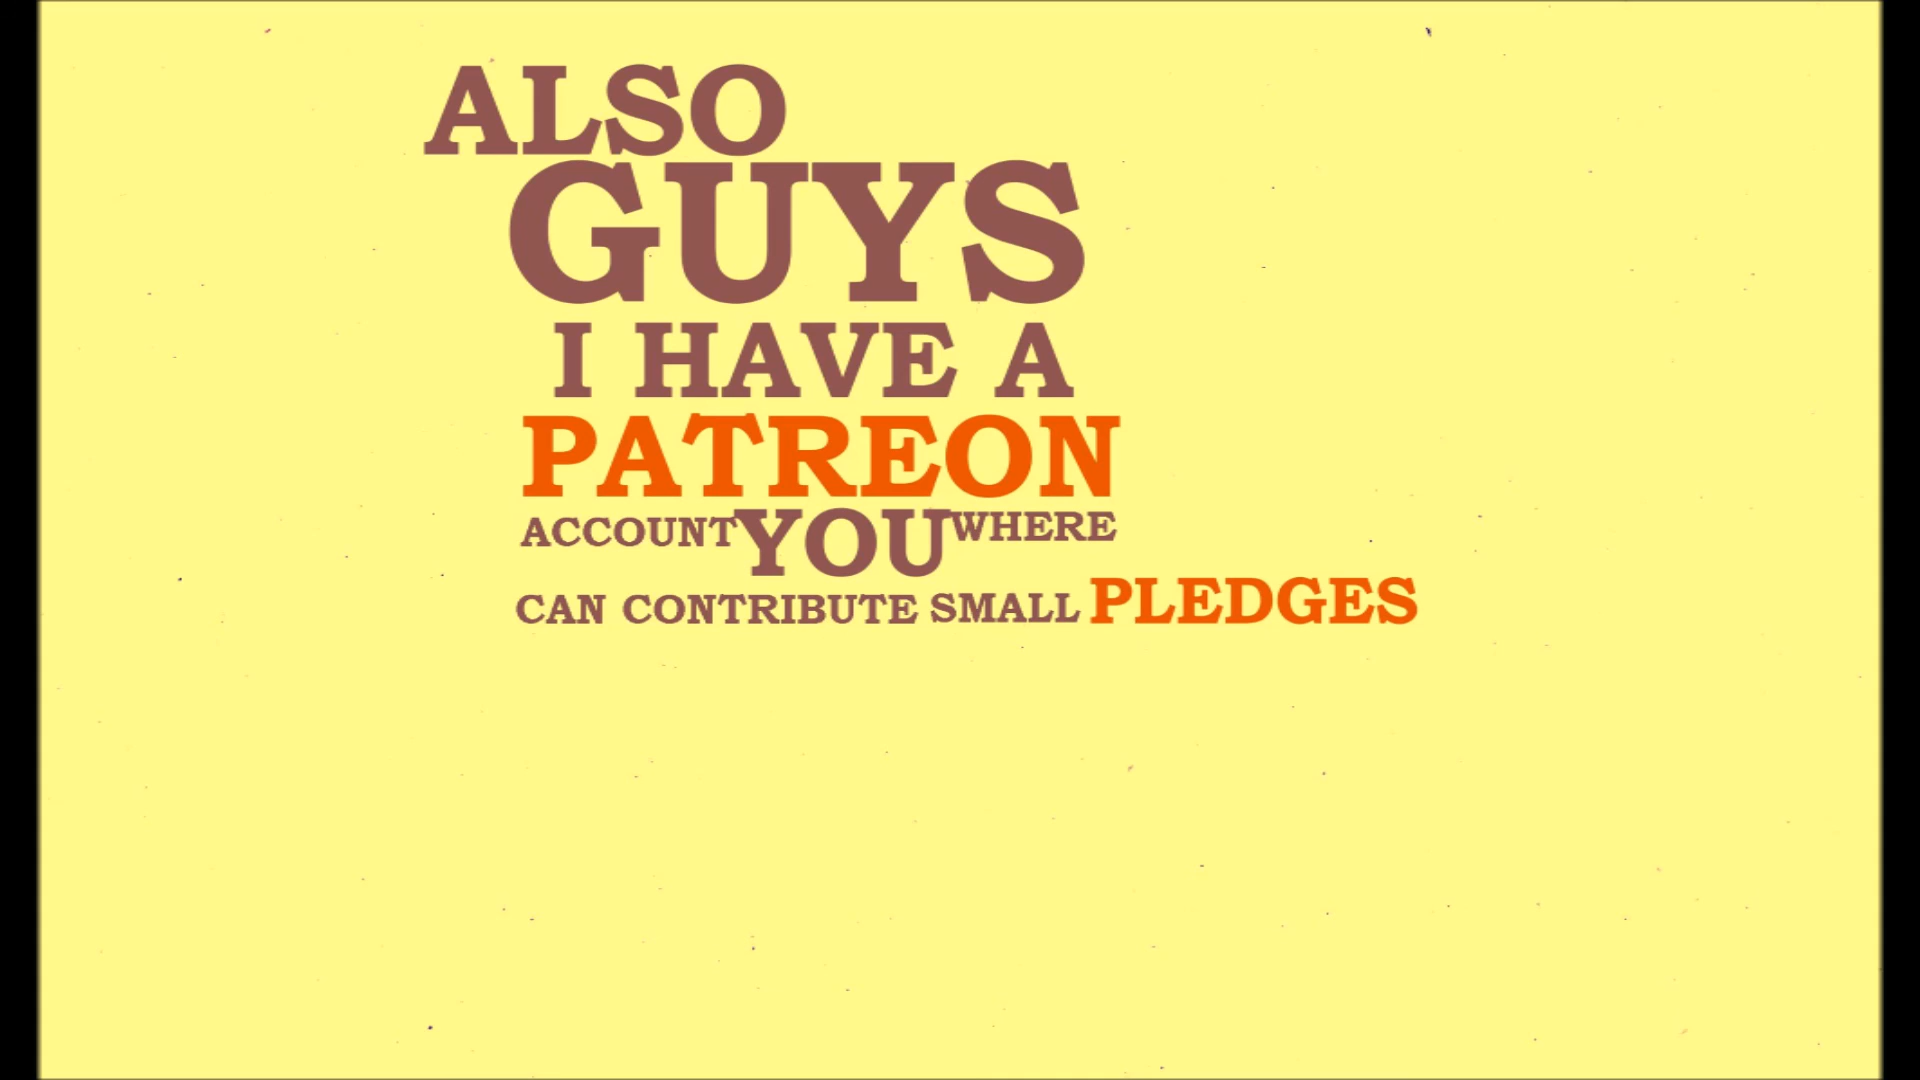 ALSO
GUYS
I HAVE A
PATREON
ACCOUNT YOU WHERE
CAN CONTRIBUTE SMALL PLEDGES